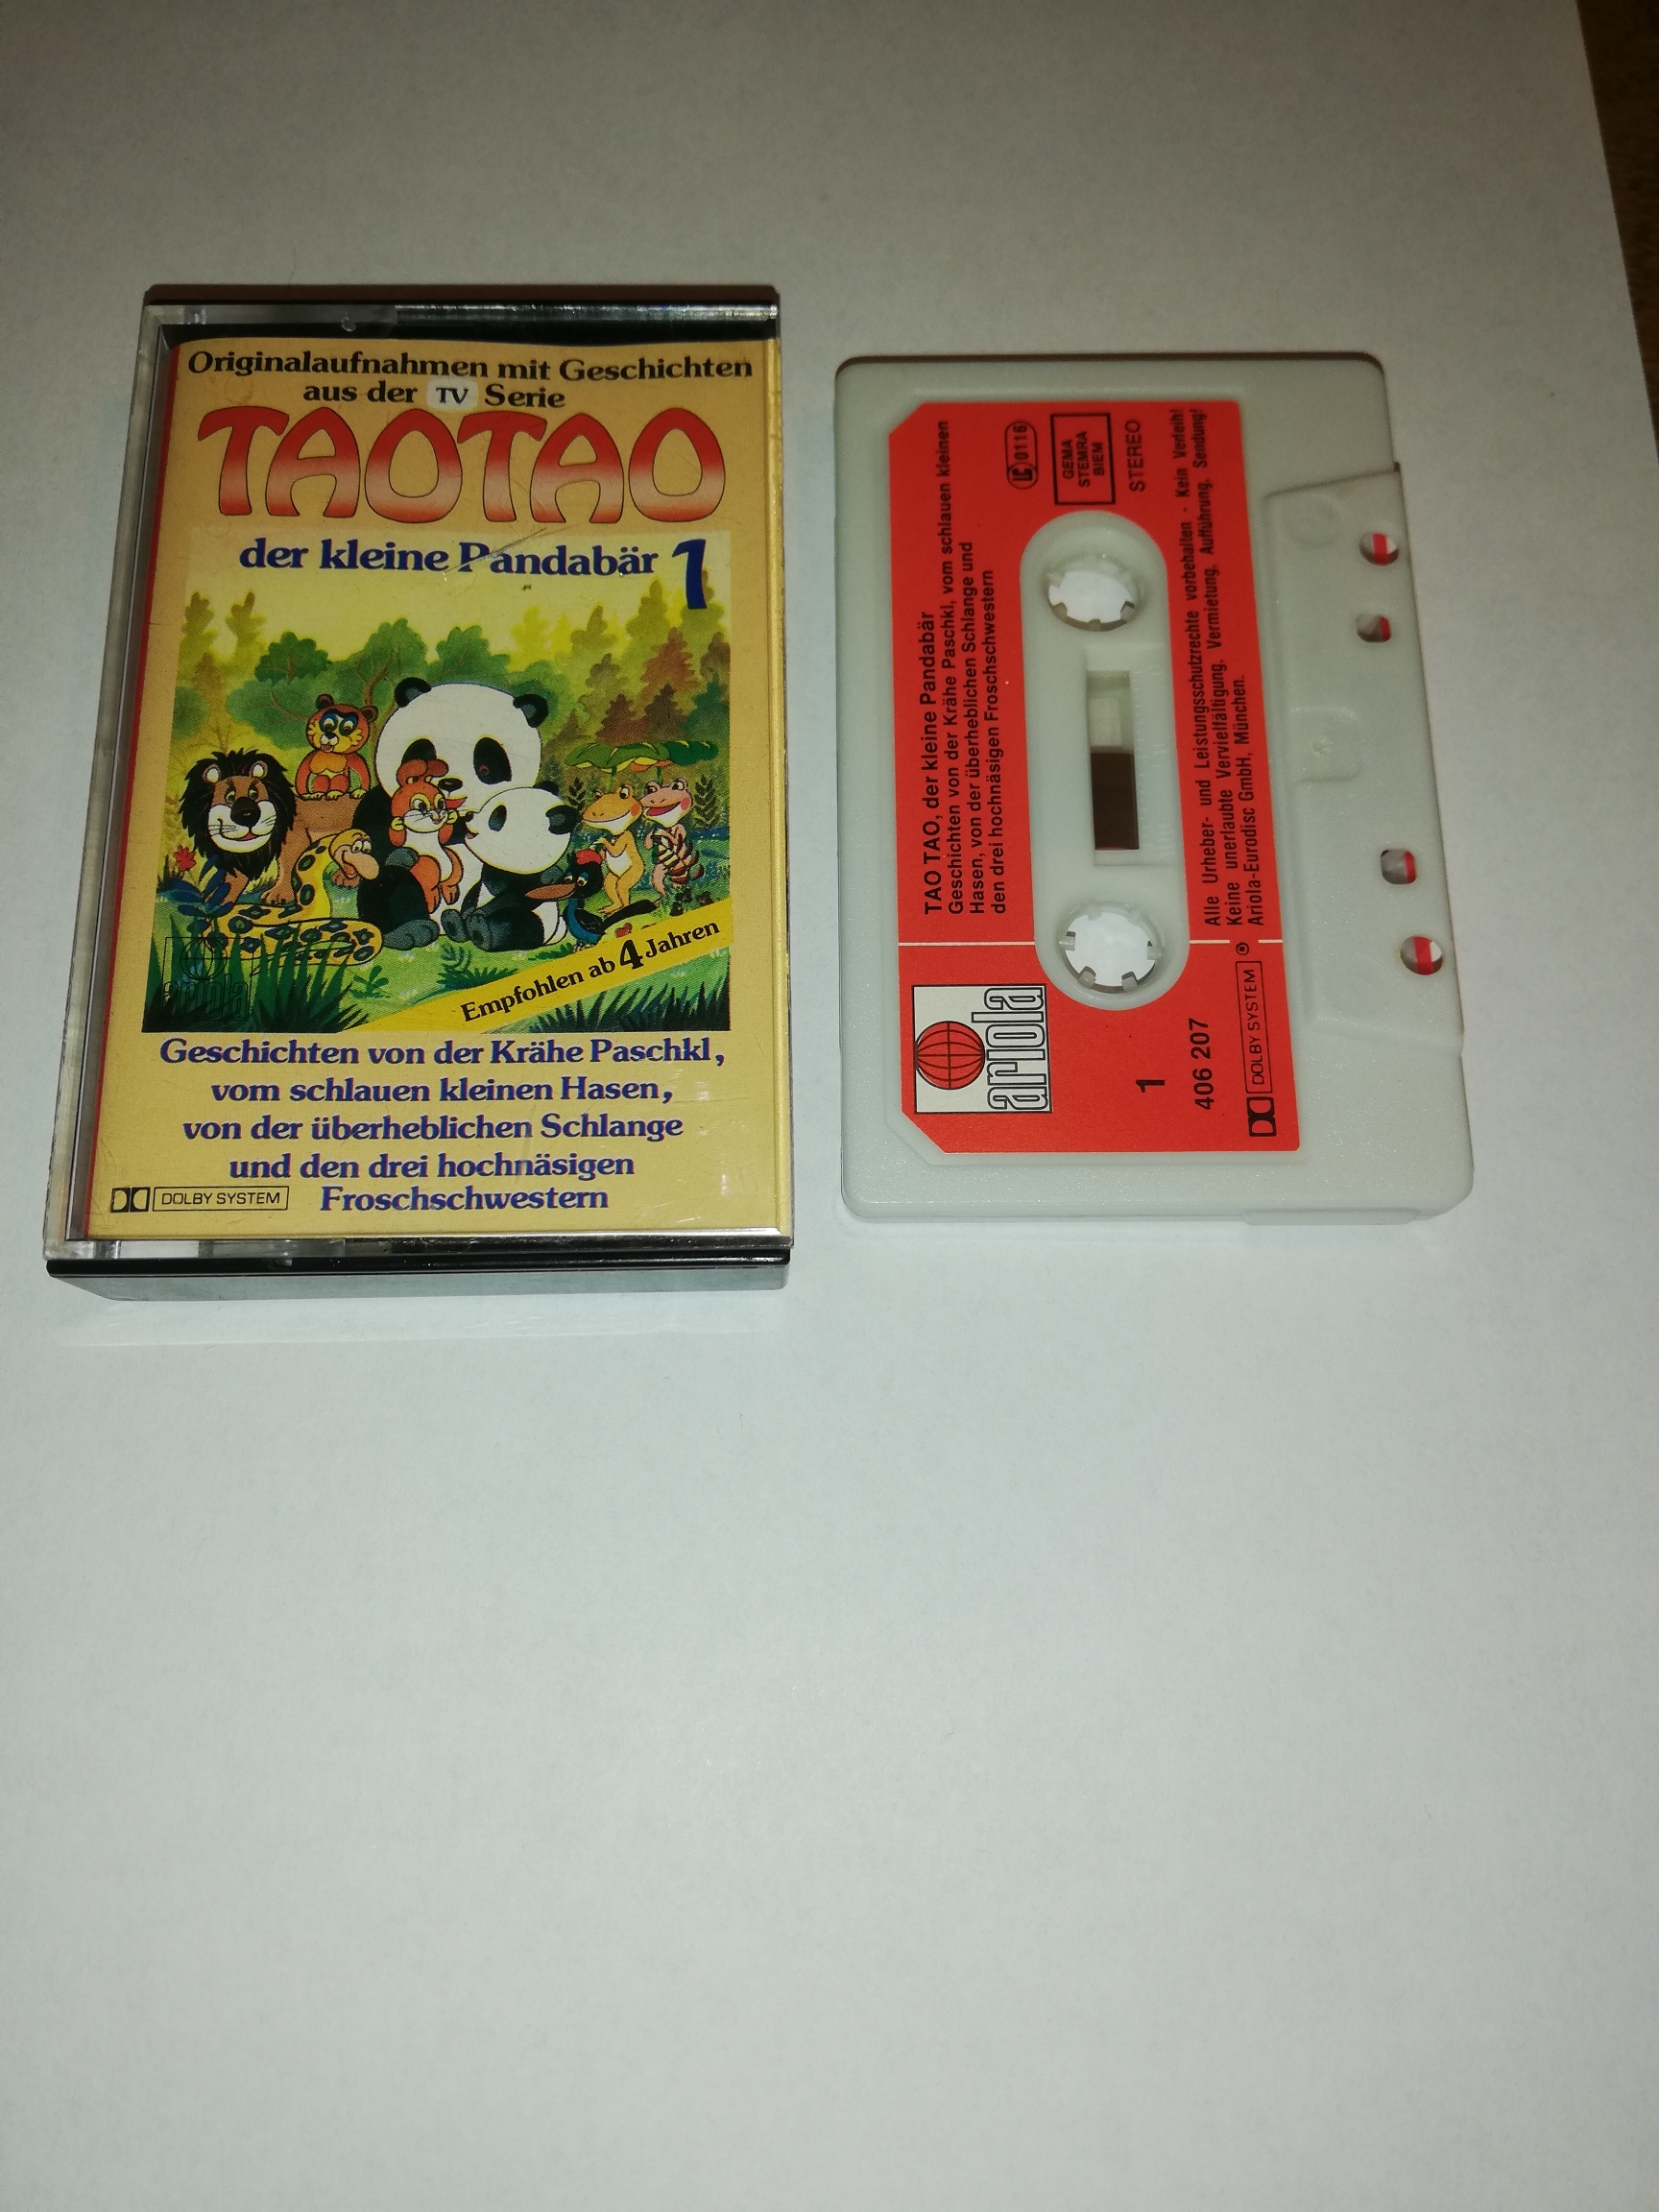 Originalaufnahmen mit Geschichten
aus der TV Serie
TAOTAO
der kleine Pandabär 1
ariola
Empfohlen ab 4 Jahren
Geschichten von der Krähe Paschkl,
vom schlauen kleinen Hasen,
von der überheblichen Schlange
und den drei hochnäsigen
DOLBY SYSTEM Froschschwestern
ariola
TAO TAO, der kleine Pandabär
Geschichten von der Krähe Paschkl, vom schlauen kleinen
Hasen, von der überheblichen Schlange und
den drei hochnäsigen Froschschwestern
LC 0116
GEMA
STEMRA
BIEM
STEREO
1
406 207
DOLBY SYSTEM
℗ Alle Urheber- und Leistungsschutzrechte vorbehalten - Kein Verleih!
Keine unerlaubte Vervielfältigung, Vermietung, Aufführung, Sendung!
Ariola-Eurodisc GmbH, München.